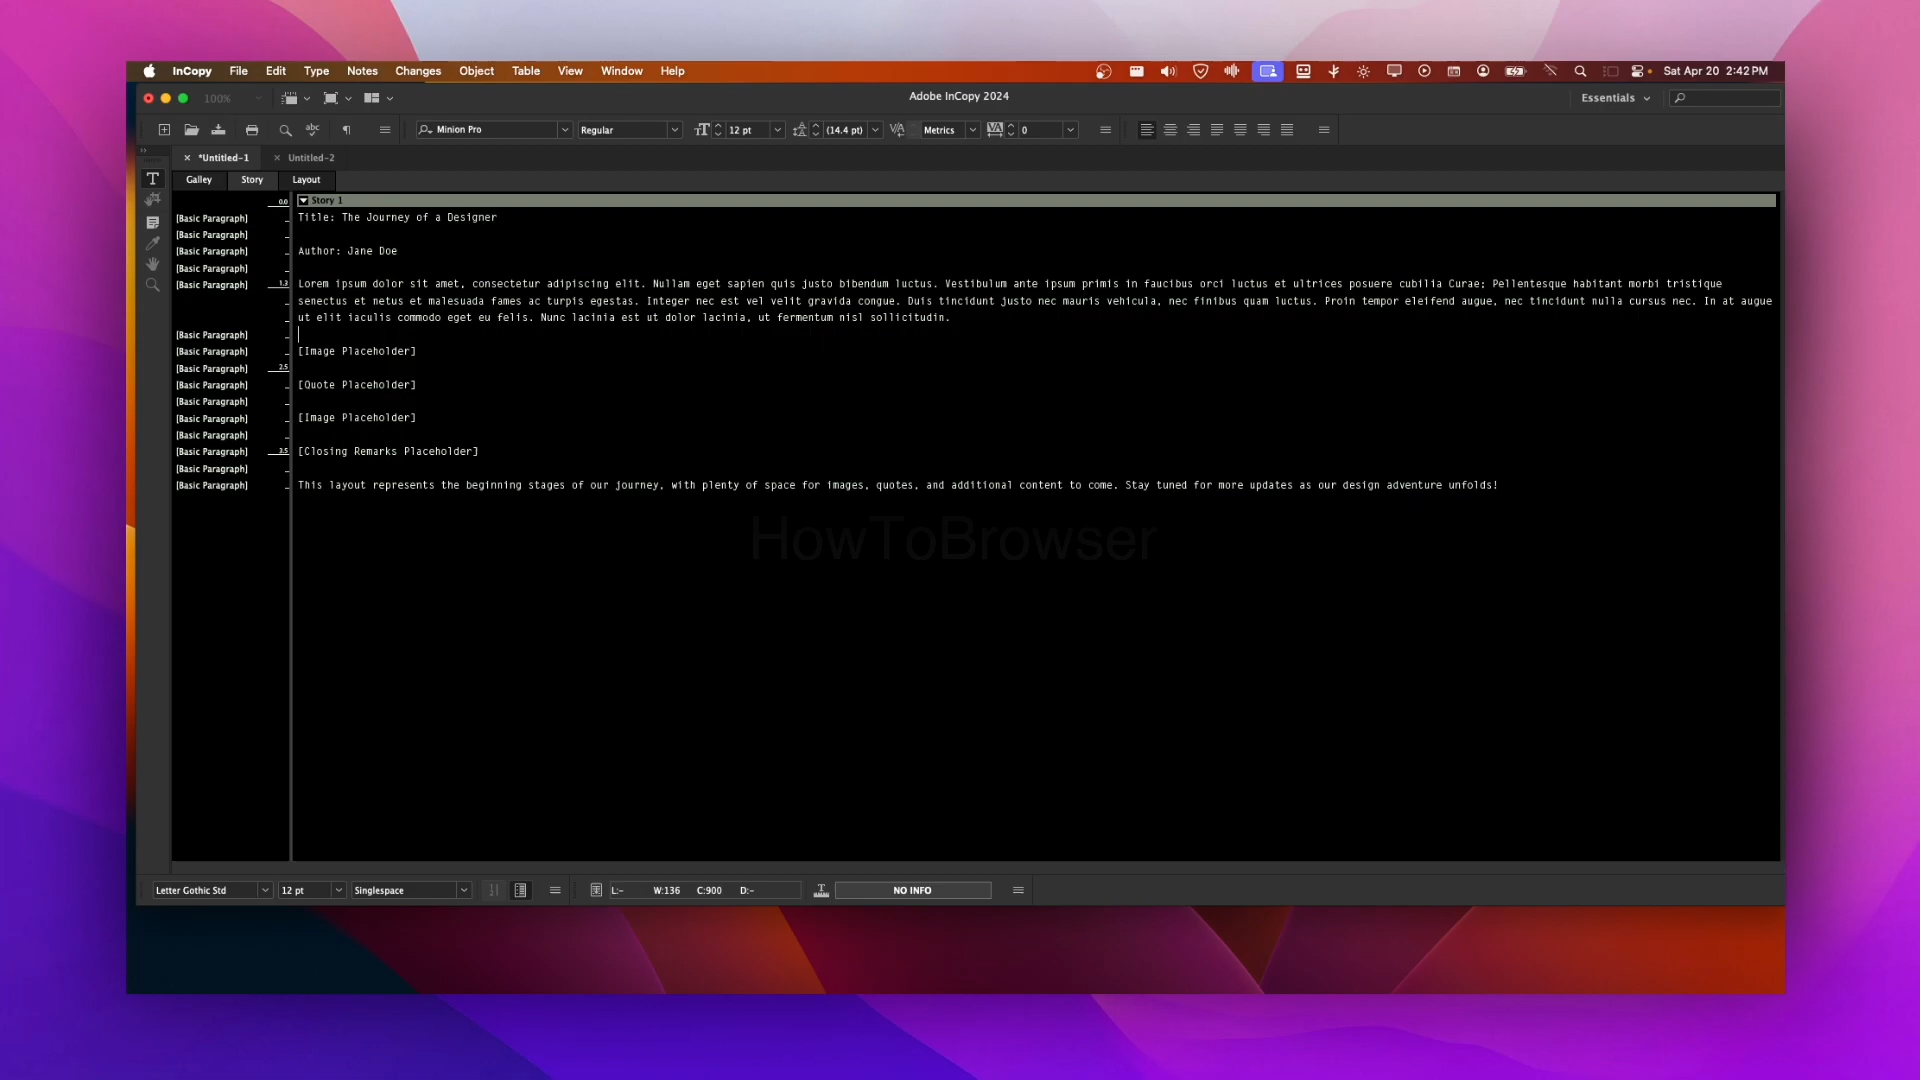 InCopy File Edit Type Notes Changes Object Table View Window Help Sat Apr 20 2:42 PM
100% Adobe InCopy 2024 Essentials
abc Minion Pro Regular 12 pt (14.4 pt) Metrics 0
*Untitled-1 Untitled-2
Galley Story Layout
0.0 Story 1
[Basic Paragraph] Title: The Journey of a Designer
[Basic Paragraph]
[Basic Paragraph] Author: Jane Doe
[Basic Paragraph]
[Basic Paragraph] 1.3 Lorem ipsum dolor sit amet, consectetur adipiscing elit. Nullam eget sapien quis justo bibendum luctus. Vestibulum ante ipsum primis in faucibus orci luctus et ultrices posuere cubilia Curae; Pellentesque habitant morbi tristique
senectus et netus et malesuada fames ac turpis egestas. Integer nec est vel velit gravida congue. Duis tincidunt justo nec mauris vehicula, nec finibus quam luctus. Proin tempor eleifend augue, nec tincidunt nulla cursus nec. In at augue
ut elit iaculis commodo eget eu felis. Nunc lacinia est ut dolor lacinia, ut fermentum nisl sollicitudin.
[Basic Paragraph]
[Basic Paragraph] [Image Placeholder]
[Basic Paragraph] 2.5
[Basic Paragraph] [Quote Placeholder]
[Basic Paragraph]
[Basic Paragraph] [Image Placeholder]
[Basic Paragraph]
[Basic Paragraph] 3.5 [Closing Remarks Placeholder]
[Basic Paragraph]
[Basic Paragraph] This layout represents the beginning stages of our journey, with plenty of space for images, quotes, and additional content to come. Stay tuned for more updates as our design adventure unfolds!
HowToBrowser
Letter Gothic Std 12 pt Singlespace L:- W:136 C:900 D:- NO INFO